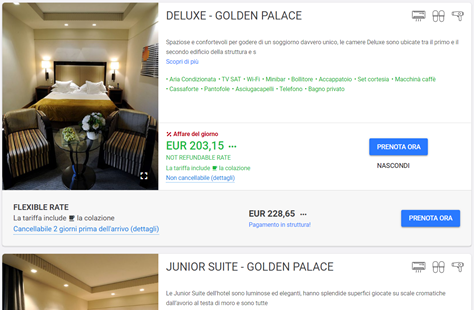 DELUXE - GOLDEN PALACE
Spaziose e confortevoli per godere di un soggiorno davvero unico, le camere Deluxe sono ubicate tra il primo e il
secondo edificio della struttura e s
Scopri di più
• Aria Condizionata • TV SAT • Wi-Fi • Minibar • Bollitore • Accappatoio • Set cortesia • Macchina caffè
• Cassaforte • Pantofole • Asciugacapelli • Telefono • Bagno privato
Affare del giorno
EUR 203,15 •••
PRENOTA ORA
NOT REFUNDABLE RATE
La tariffa include la colazione
NASCONDI
Non cancellabile (dettagli)
FLEXIBLE RATE
La tariffa include la colazione
Cancellabile 2 giorni prima dell'arrivo (dettagli)
EUR 228,65 •••
Pagamento in struttura!
PRENOTA ORA
JUNIOR SUITE - GOLDEN PALACE
Le Junior Suite dell'hotel sono luminose ed eleganti, hanno splendide superfici giocate su scale cromatiche
dall'avorio al testa di moro e sono tutte